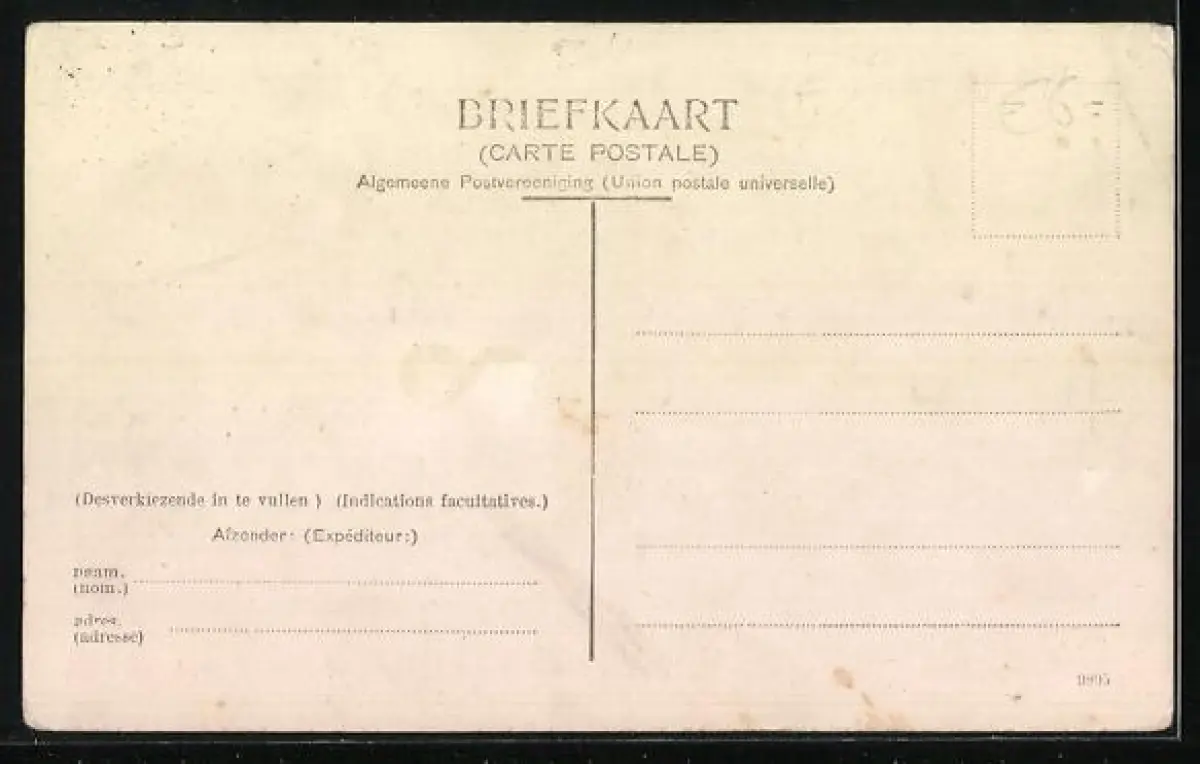 BRIEFKAART
(CARTE POSTALE)
Algemeene Postvereeniging (Union postale universelle)
(Desverkiezende in te vullen ) (Indications facultatives.)
Afzender: (Expéditeur:)
naam.
(nom.)
adres.
(adresse)